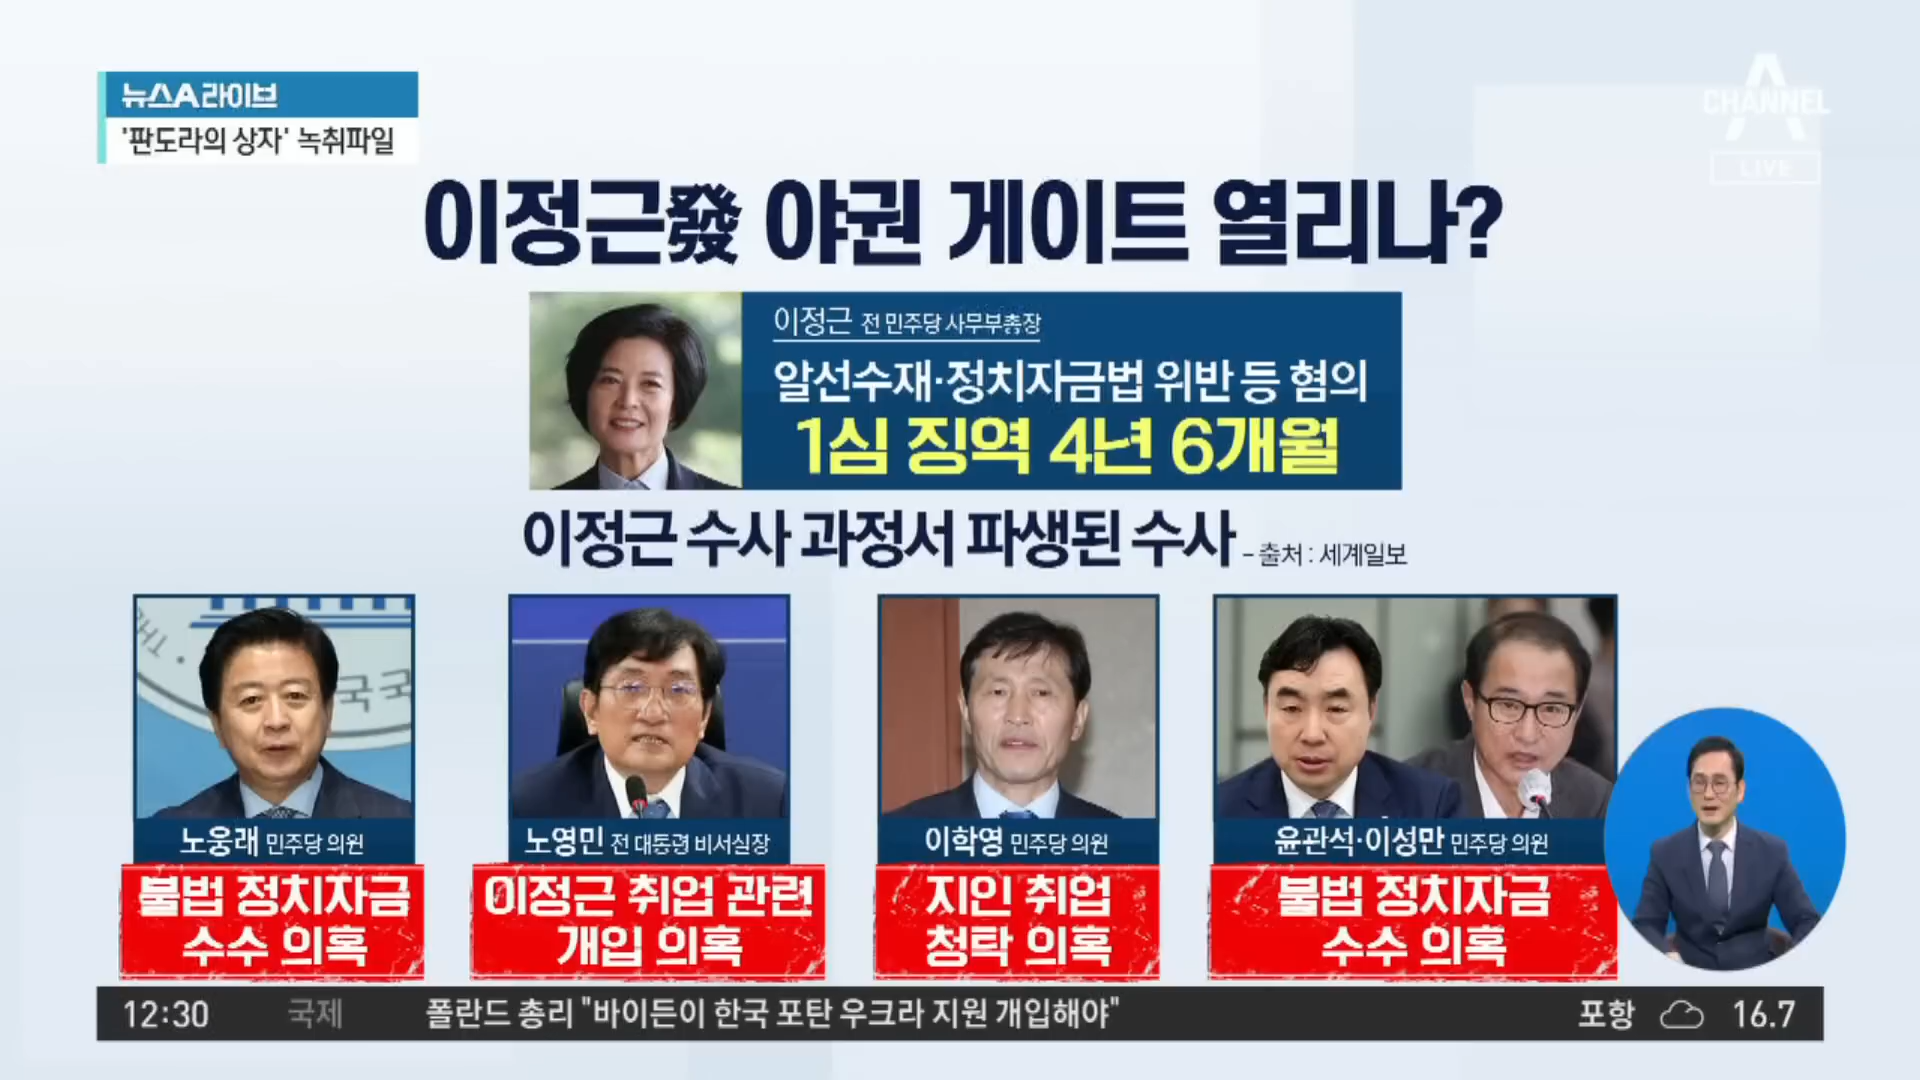 뉴스A 라이브
'판도라의 상자' 녹취파일
CHANNEL A
LIVE
이정근發 야권 게이트 열리나?
이정근 전 민주당 사무부총장
알선수재·정치자금법 위반 등 혐의
1심 징역 4년 6개월
이정근 수사 과정서 파생된 수사 - 출처 : 세계일보
국국
노웅래 민주당 의원
불법 정치자금
수수 의혹
노영민 전 대통령 비서실장
이정근 취업 관련
개입 의혹
이학영 민주당 의원
지인 취업
청탁 의혹
윤관석·이성만 민주당 의원
불법 정치자금
수수 의혹
12:30 국제 폴란드 총리 "바이든이 한국 포탄 우크라 지원 개입해야" 포항 16.7